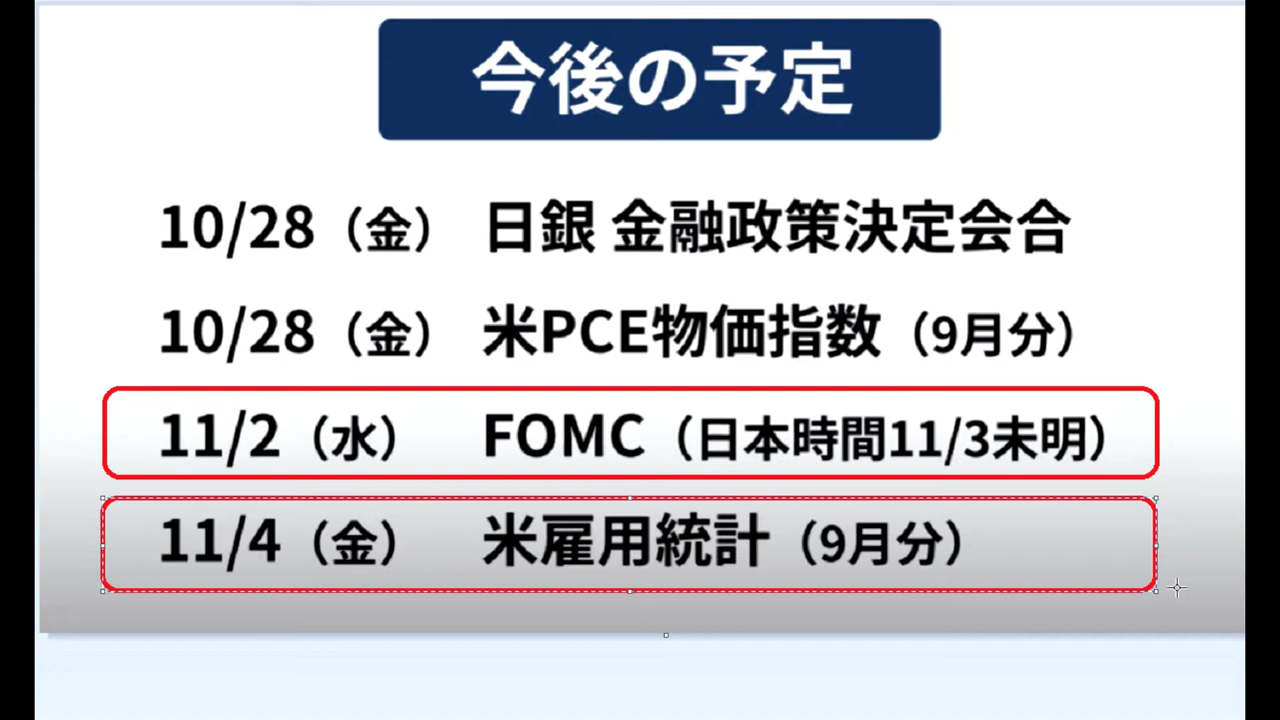 今後の予定
10/28（金） 日銀 金融政策決定会合
10/28（金） 米PCE物価指数（9月分）
11/2（水） FOMC（日本時間11/3未明）
11/4（金） 米雇用統計（9月分）